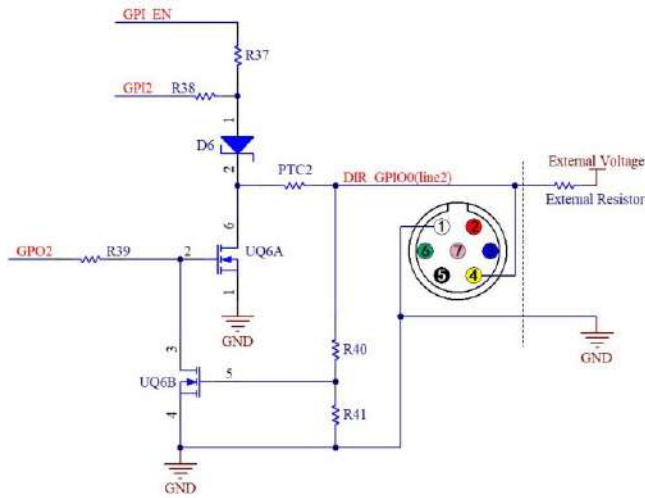 GPI_EN
R37
GPI2 R38
1
D6
2
PTC2
DIR_GPIO0(line2)
External Voltage
External Resistor
6
1 2
6 7
5 4
GPO2
R39
2
UQ6A
1
GND
GND
3
R40
UQ6B
5
4
R41
GND